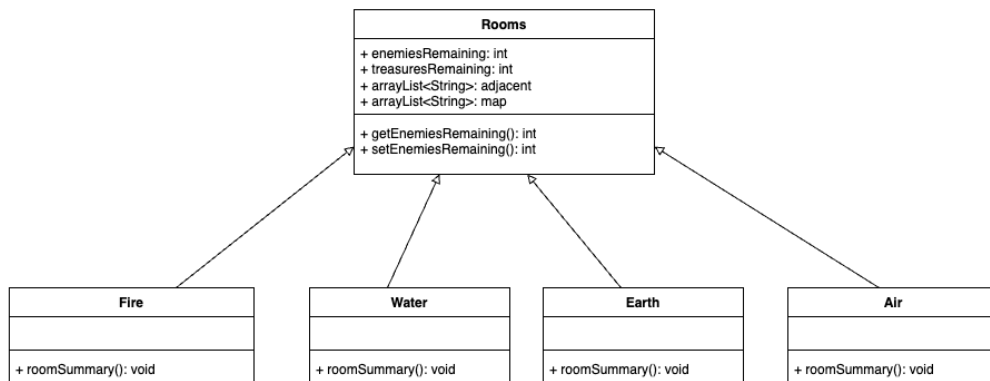 Rooms
+ enemiesRemaining: int
+ treasuresRemaining: int
+ arrayList<String>: adjacent
+ arrayList<String>: map
+ getEnemiesRemaining(): int
+ setEnemiesRemaining(): int
Fire
Water
Earth
Air
+ roomSummary(): void
+ roomSummary(): void
+ roomSummary(): void
+ roomSummary(): void